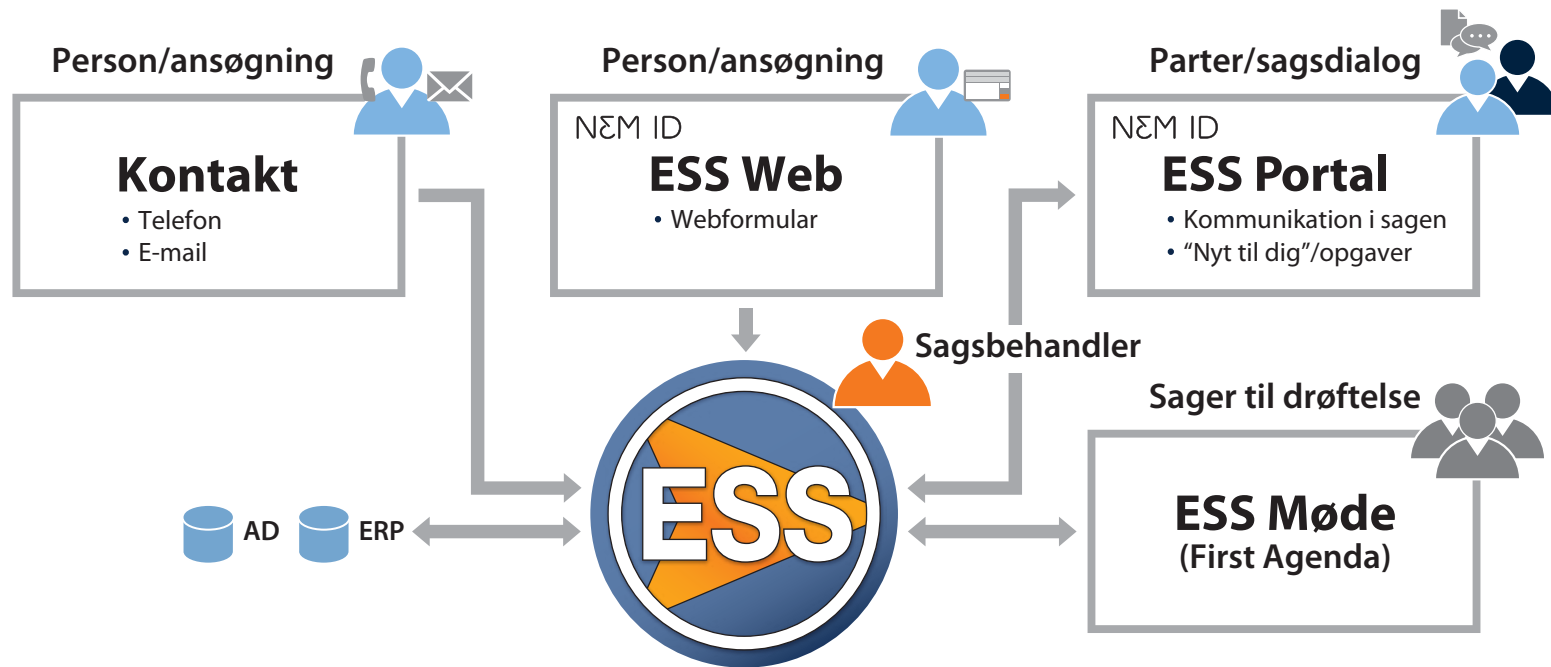 Person/ansøgning
Kontakt
• Telefon
• E-mail
Person/ansøgning
NEM ID
ESS Web
• Webformular
Parter/sagsdialog
NEM ID
ESS Portal
• Kommunikation i sagen
• “Nyt til dig”/opgaver
Sagsbehandler
ESS
AD
ERP
Sager til drøftelse
ESS Møde
(First Agenda)